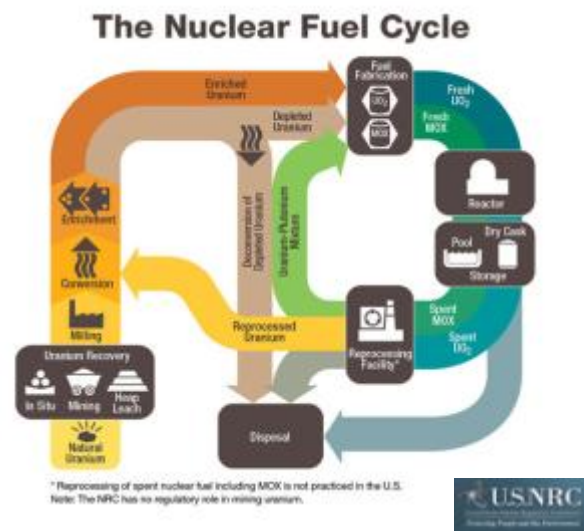 The Nuclear Fuel Cycle
Enriched
Uranium
Fuel
Fabrication
UO2
MOX
Fresh
UO2
Fresh
MOX
Depleted
Uranium
Reactor
Enrichment
Deconversion of
Depleted Uranium
Uranium-Plutonium
Mixture
Dry Cask
Pool
Storage
Conversion
Reprocessed
Uranium
Milling
Spent
MOX
Spent
UO2
Reprocessing
Facility*
Uranium Recovery
In Situ
Mining
Heap
Leach
Disposal
Natural
Uranium
* Reprocessing of spent nuclear fuel including MOX is not practiced in the U.S.
Note: The NRC has no regulatory role in mining uranium.
U.S.NRC